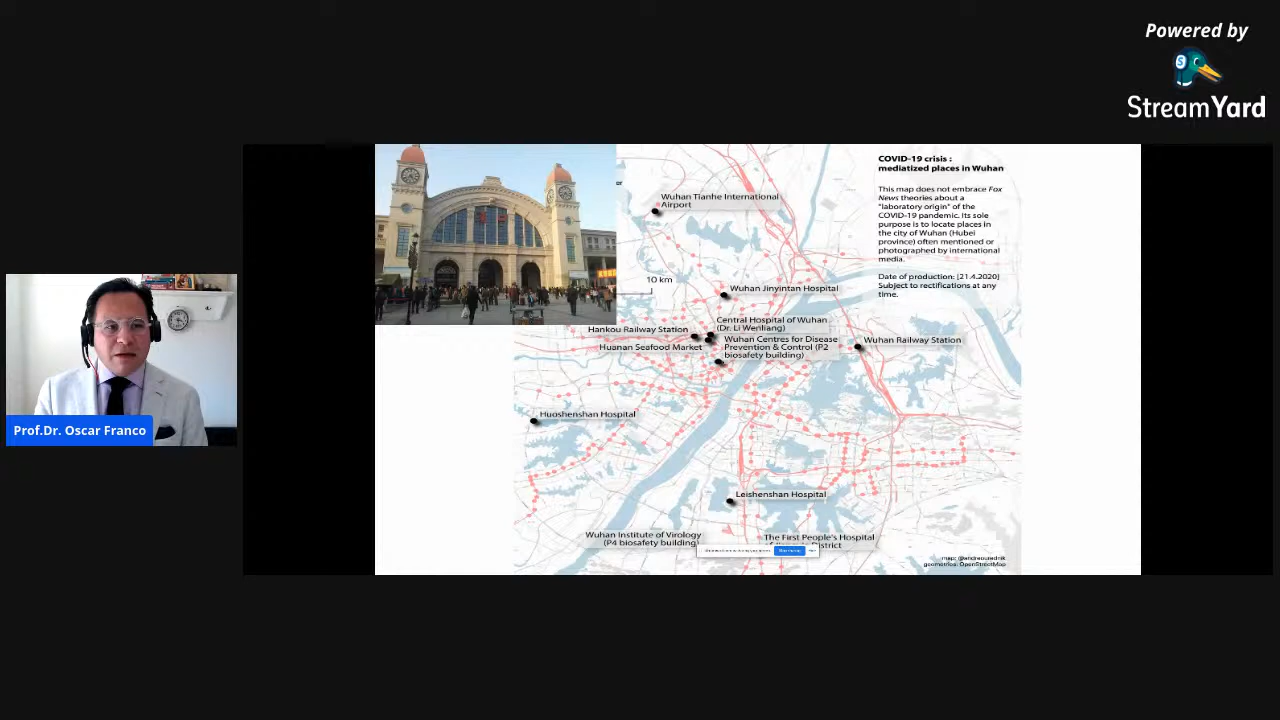 Powered by
StreamYard
COVID-19 crisis :
mediatized places in Wuhan
This map does not embrace Fox
News theories about a
"laboratory origin" of the
COVID-19 pandemic. Its sole
purpose is to locate places in
the city of Wuhan (Hubei
province) often mentioned or
photographed by international
media.
Date of production: [21.4.2020]
Subject to rectifications at any
time.
Wuhan Tianhe International
Airport
10 km
Wuhan Jinyintan Hospital
Central Hospital of Wuhan
(Dr. Li Wenliang)
Hankou Railway Station
Wuhan Centres for Disease
Prevention & Control (P2
biosafety building)
Huanan Seafood Market
Wuhan Railway Station
Huoshenshan Hospital
Prof.Dr. Oscar Franco
Leishenshan Hospital
Wuhan Institute of Virology
(P4 biosafety building)
The First People's Hospital
District
map: @andreourednik
geometries: OpenStreetMap